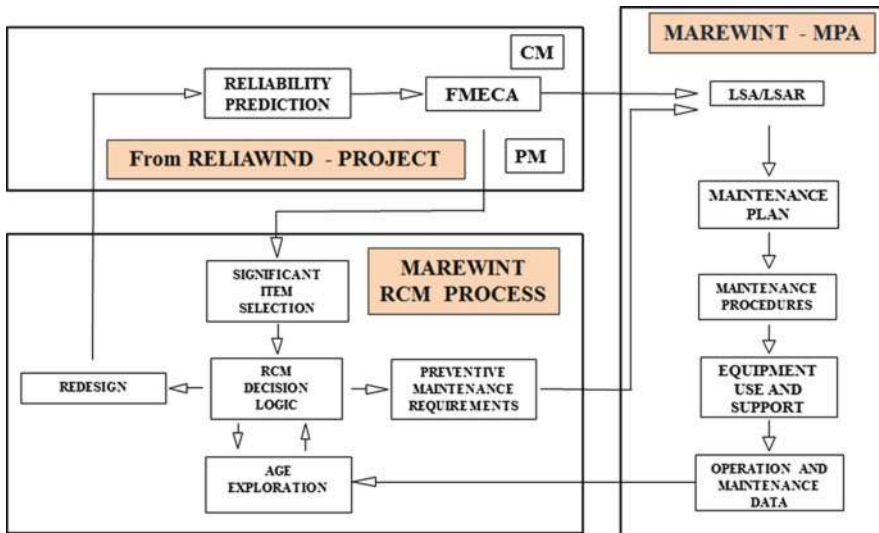 CM
RELIABILITY
PREDICTION
FMECA
From RELIAWIND - PROJECT
PM
MAREWINT - MPA
LSA/LSAR
MAINTENANCE
PLAN
MAINTENANCE
PROCEDURES
EQUIPMENT
USE AND
SUPPORT
OPERATION AND
MAINTENANCE
DATA
SIGNIFICANT
ITEM
SELECTION
MAREWINT
RCM PROCESS
REDESIGN
RCM
DECISION
LOGIC
PREVENTIVE
MAINTENANCE
REQUIREMENTS
AGE
EXPLORATION